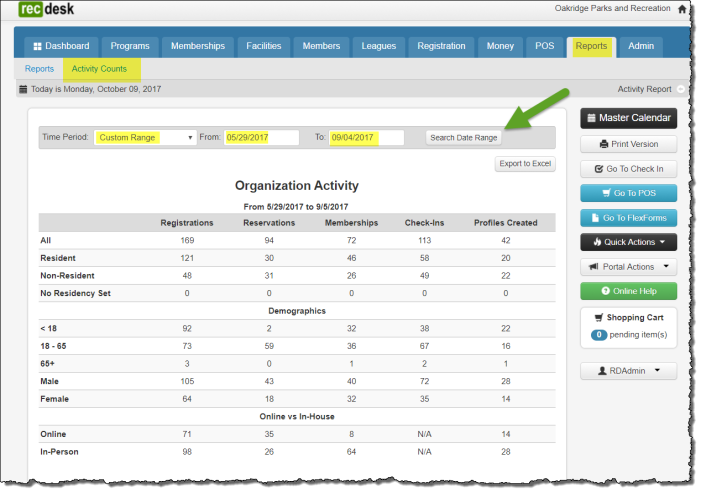 recdesk
Oakridge Parks and Recreation
Dashboard Programs Memberships Facilities Members Leagues Registration Money POS Reports Admin
Reports Activity Counts
Today is Monday, October 09, 2017 Activity Report
Time Period: Custom Range From: 05/29/2017 To: 09/04/2017 Search Date Range
Export to Excel
Organization Activity
From 5/29/2017 to 9/5/2017
Registrations Reservations Memberships Check-Ins Profiles Created
All 169 94 72 113 42
Resident 121 30 46 58 20
Non-Resident 48 31 26 49 22
No Residency Set 0 0 0 0 0
Demographics
< 18 92 2 32 38 22
18 - 65 73 59 36 67 16
65+ 3 0 1 2 1
Male 105 43 40 72 28
Female 64 18 32 35 14
Online vs In-House
Online 71 35 8 N/A 14
In-Person 98 26 64 N/A 28
Master Calendar
Print Version
Go To Check In
Go To POS
Go To FlexForms
Quick Actions
Portal Actions
Online Help
Shopping Cart
0 pending item(s)
RDAdmin